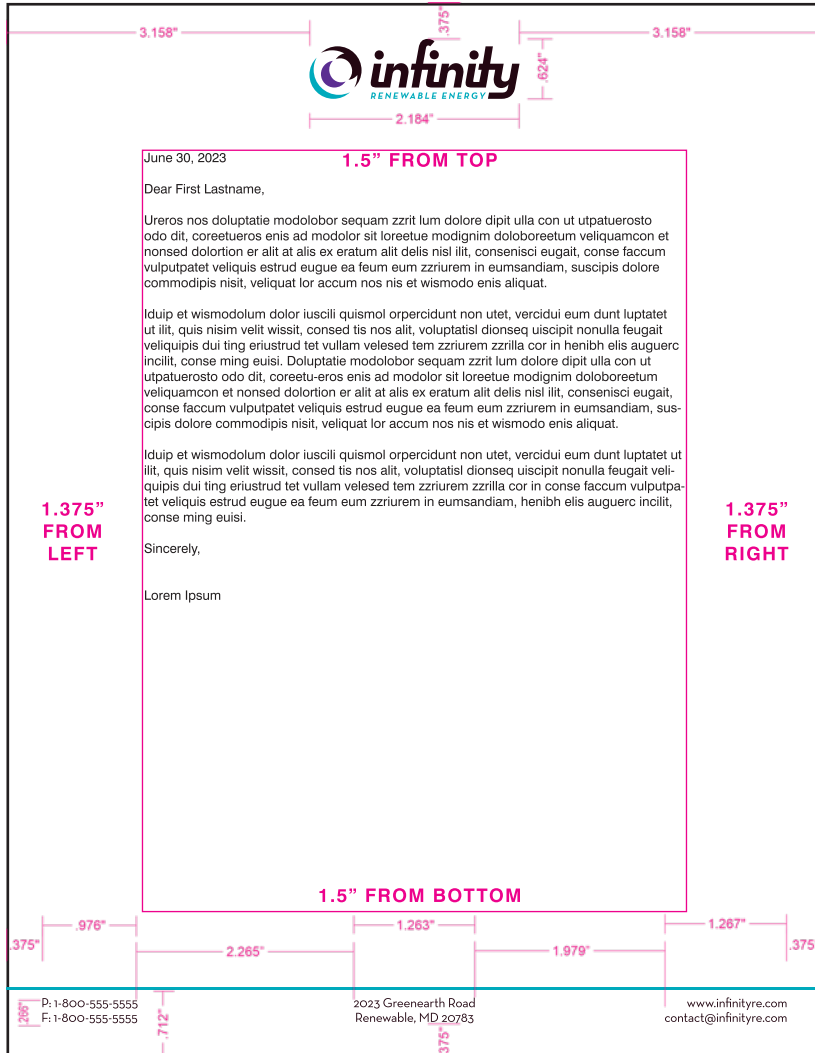 .375"
3.158"
3.158"
infinity
RENEWABLE ENERGY
.624"
2.184"
June 30, 2023
1.5” FROM TOP
Dear First Lastname,
Ureros nos doluptatie modolobor sequam zzrit lum dolore dipit ulla con ut utpatuerosto
odo dit, coreetueros enis ad modolor sit loreetue modignim doloboreetum veliquamcon et
nonsed dolortion er alit at alis ex eratum alit delis nisl ilit, consenisci eugait, conse faccum
vulputpatet veliquis estrud eugue ea feum eum zzriurem in eumsandiam, suscipis dolore
commodipis nisit, veliquat lor accum nos nis et wismodo enis aliquat.
Iduip et wismodolum dolor iuscili quismol orpercidunt non utet, vercidui eum dunt luptatet
ut ilit, quis nisim velit wissit, consed tis nos alit, voluptatisl dionseq uiscipit nonulla feugait
veliquipis dui ting eriustrud tet vullam velesed tem zzriurem zzrilla cor in henibh elis auguerc
incilit, conse ming euisi. Doluptatie modolobor sequam zzrit lum dolore dipit ulla con ut
utpatuerosto odo dit, coreetu-eros enis ad modolor sit loreetue modignim doloboreetum
veliquamcon et nonsed dolortion er alit at alis ex eratum alit delis nisl ilit, consenisci eugait,
conse faccum vulputpatet veliquis estrud eugue ea feum eum zzriurem in eumsandiam, sus-
cipis dolore commodipis nisit, veliquat lor accum nos nis et wismodo enis aliquat.
Iduip et wismodolum dolor iuscili quismol orpercidunt non utet, vercidui eum dunt luptatet ut
ilit, quis nisim velit wissit, consed tis nos alit, voluptatisl dionseq uiscipit nonulla feugait veli-
quipis dui ting eriustrud tet vullam velesed tem zzriurem zzrilla cor in conse faccum vulputpa-
tet veliquis estrud eugue ea feum eum zzriurem in eumsandiam, henibh elis auguerc incilit,
conse ming euisi.
Sincerely,
Lorem Ipsum
1.375”
FROM
LEFT
1.375”
FROM
RIGHT
1.5” FROM BOTTOM
.976"
1.263"
1.267"
.375"
2.265"
1.979"
.375"
.266"
P: 1-800-555-5555
F: 1-800-555-5555
.712"
2023 Greenearth Road
Renewable, MD 20783
.375"
www.infinityre.com
contact@infinityre.com